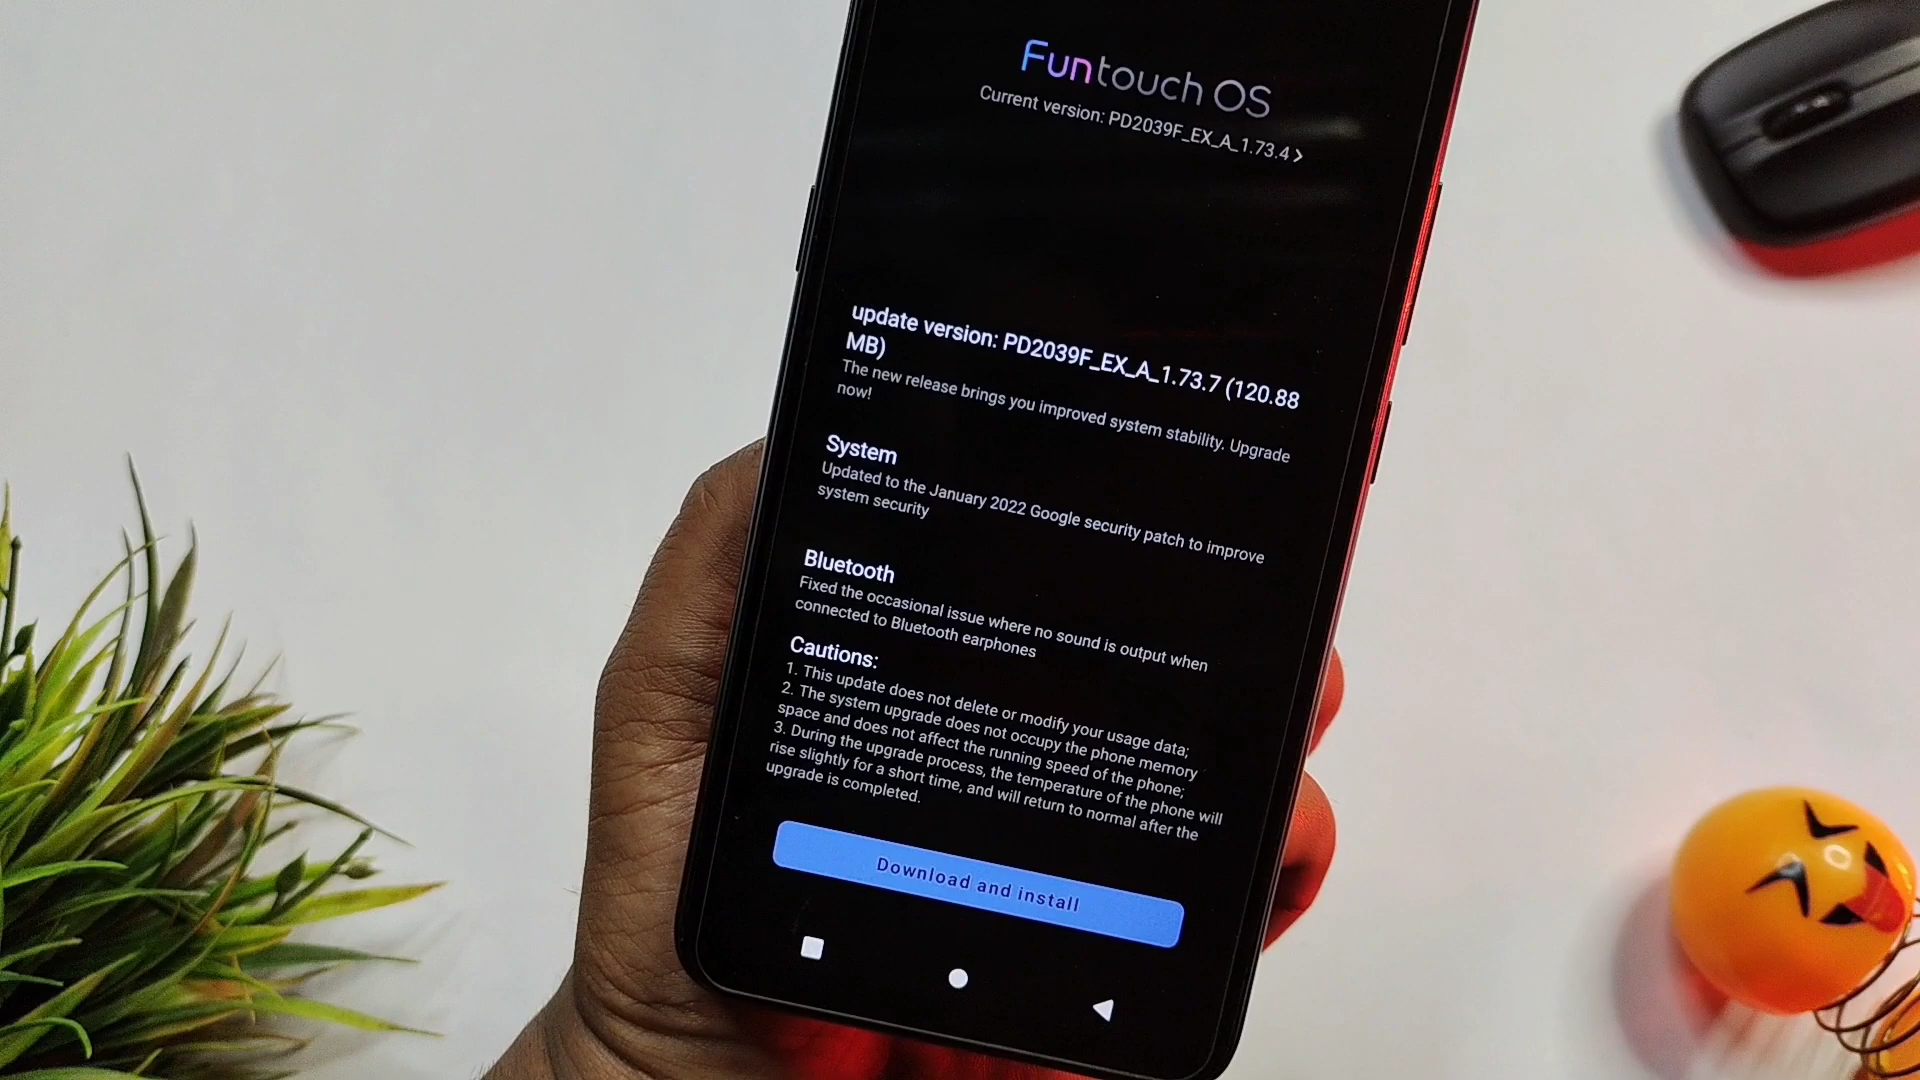 Funtouch OS
Current version: PD2039F_EX_A_1.73.4 >
update version: PD2039F_EX_A_1.73.7 (120.88
MB)
The new release brings you improved system stability. Upgrade
now!
System
Updated to the January 2022 Google security patch to improve
system security
Bluetooth
Fixed the occasional issue where no sound is output when
connected to Bluetooth earphones
Cautions:
1. This update does not delete or modify your usage data;
2. The system upgrade does not occupy the phone memory
space and does not affect the running speed of the phone;
3. During the upgrade process, the temperature of the phone will
rise slightly for a short time, and will return to normal after the
upgrade is completed.
Download and install